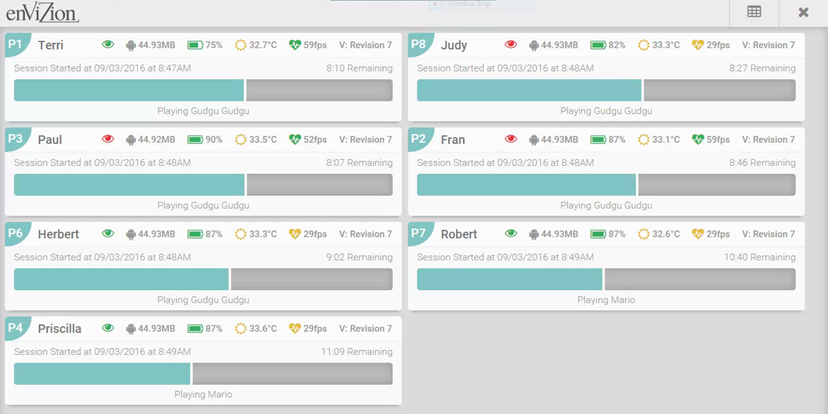 enViZion
Window Snip
P1 Terri 44.93MB 75% 32.7°C 59fps V: Revision 7
Session Started at 09/03/2016 at 8:47AM 8:10 Remaining
Playing Gudgu Gudgu
P8 Judy 44.93MB 82% 33.3°C 29fps V: Revision 7
Session Started at 09/03/2016 at 8:48AM 8:27 Remaining
Playing Gudgu Gudgu
P3 Paul 44.92MB 90% 33.5°C 52fps V: Revision 7
Session Started at 09/03/2016 at 8:48AM 8:07 Remaining
Playing Gudgu Gudgu
P2 Fran 44.93MB 87% 33.1°C 59fps V: Revision 7
Session Started at 09/03/2016 at 8:48AM 8:46 Remaining
Playing Gudgu Gudgu
P6 Herbert 44.93MB 87% 33.3°C 29fps V: Revision 7
Session Started at 09/03/2016 at 8:48AM 9:02 Remaining
Playing Gudgu Gudgu
P7 Robert 44.93MB 87% 32.6°C 29fps V: Revision 7
Session Started at 09/03/2016 at 8:49AM 10:40 Remaining
Playing Mario
P4 Priscilla 44.93MB 87% 33.6°C 29fps V: Revision 7
Session Started at 09/03/2016 at 8:49AM 11:09 Remaining
Playing Mario